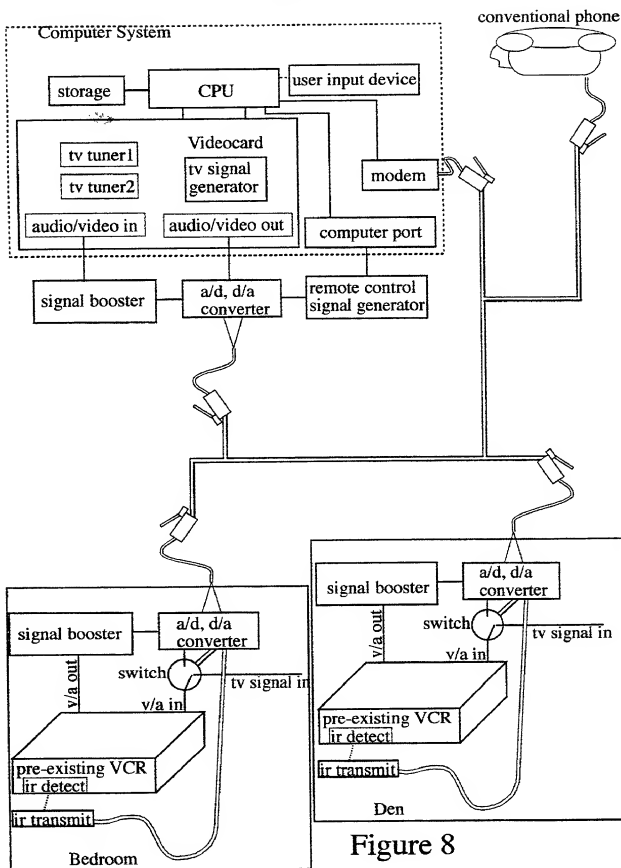 conventional phone
Computer System
user input device
CPU
storage
Videocard
tv tuner1
tv signal
generator
tv tuner2
modem
audio/video in
audio/video out
computer port
signal booster
a/d, d/a
converter
remote control
signal generator
signal booster
a/d, d/a
converter
switch
v/a out
v/a in
tv signal in
pre-existing VCR
ir detect
ir transmit
Bedroom
signal booster
a/d, d/a
converter
switch
v/a out
v/a in
tv signal in
pre-existing VCR
ir detect
ir transmit
Den
Figure 8